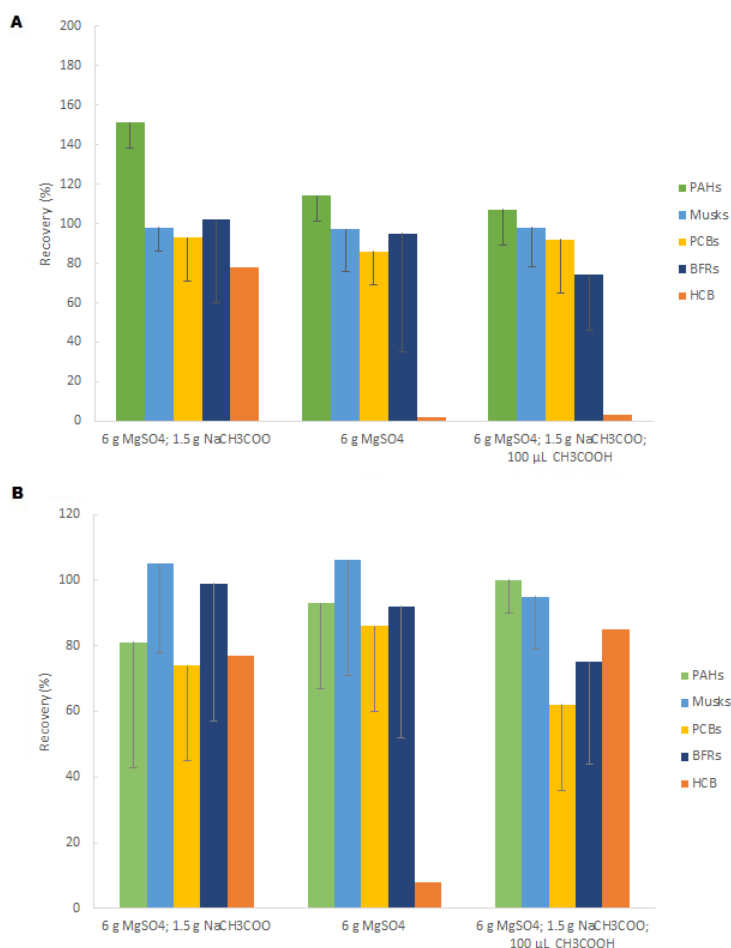 A
200
180
160
140
120
100
80
60
40
20
0
Recovery (%)
6 g MgSO4; 1.5 g NaCH3COO
6 g MgSO4
6 g MgSO4; 1.5 g NaCH3COO;
100 µL CH3COOH
PAHs
Musks
PCBs
BFRs
HCB
B
120
100
80
60
40
20
0
Recovery (%)
6 g MgSO4; 1.5 g NaCH3COO
6 g MgSO4
6 g MgSO4; 1.5 g NaCH3COO;
100 µL CH3COOH
PAHs
Musks
PCBs
BFRs
HCB